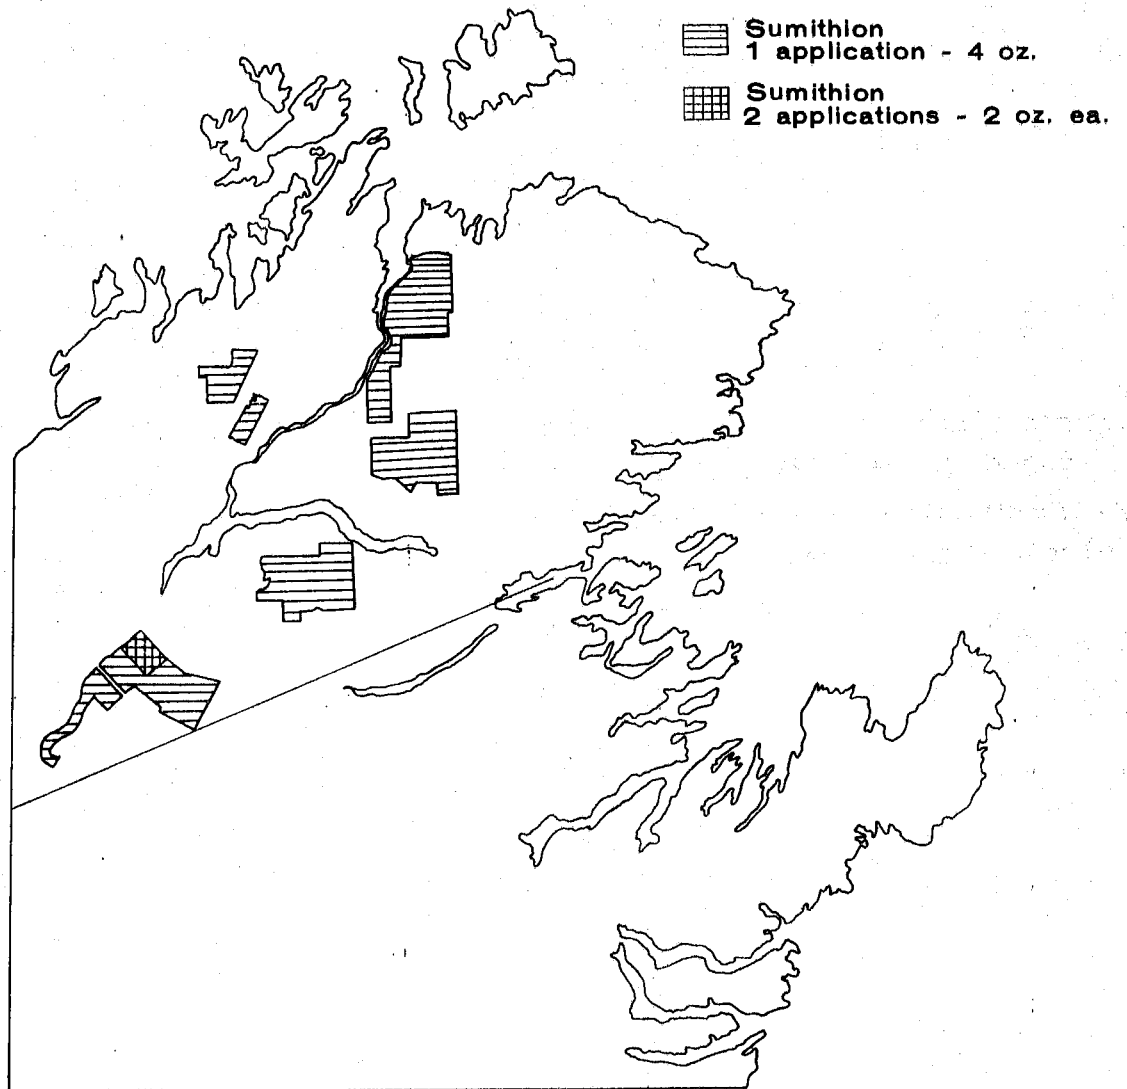 Sumithion
1 application - 4 oz.
Sumithion
2 applications - 2 oz. ea.